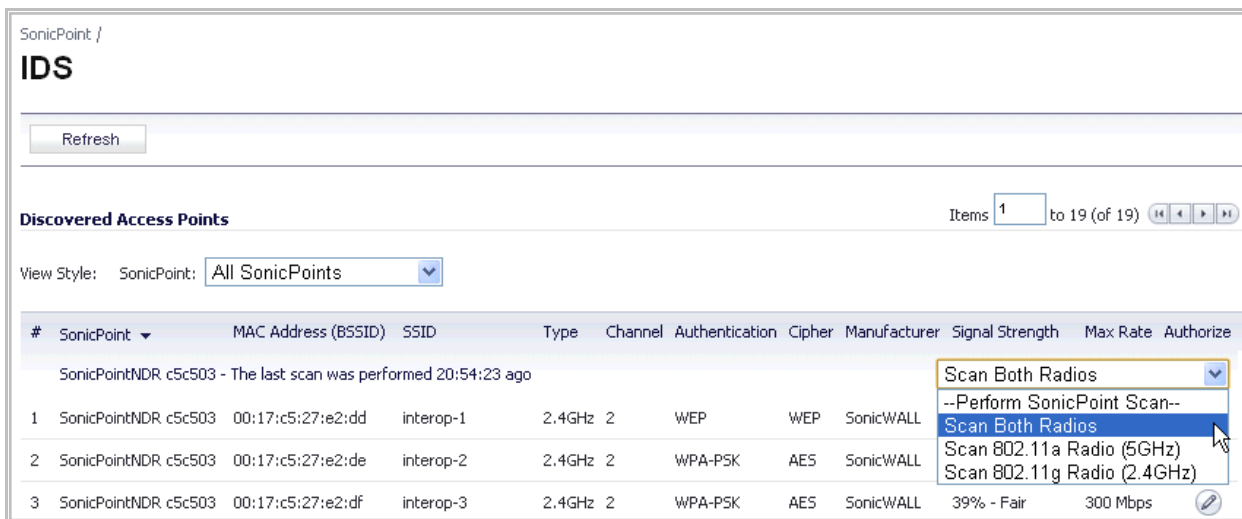 SonicPoint /
IDS
Refresh
Discovered Access Points
Items 1 to 19 (of 19)
View Style: SonicPoint: All SonicPoints
# SonicPoint MAC Address (BSSID) SSID Type Channel Authentication Cipher Manufacturer Signal Strength Max Rate Authorize
SonicPointNDR c5c503 - The last scan was performed 20:54:23 ago Scan Both Radios
--Perform SonicPoint Scan--
1 SonicPointNDR c5c503 00:17:c5:27:e2:dd interop-1 2.4GHz 2 WEP WEP SonicWALL Scan Both Radios
Scan 802.11a Radio (5GHz)
2 SonicPointNDR c5c503 00:17:c5:27:e2:de interop-2 2.4GHz 2 WPA-PSK AES SonicWALL
Scan 802.11g Radio (2.4GHz)
3 SonicPointNDR c5c503 00:17:c5:27:e2:df interop-3 2.4GHz 2 WPA-PSK AES SonicWALL 39% - Fair 300 Mbps